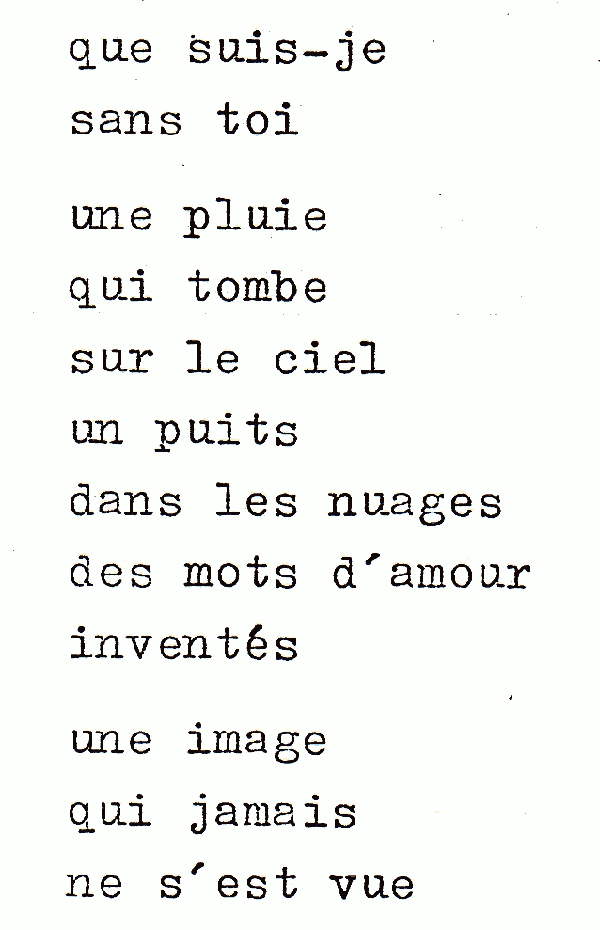 que suis-je
sans toi
une pluie
qui tombe
sur le ciel
un puits
dans les nuages
des mots d'amour
inventés
une image
qui jamais
ne s'est vue